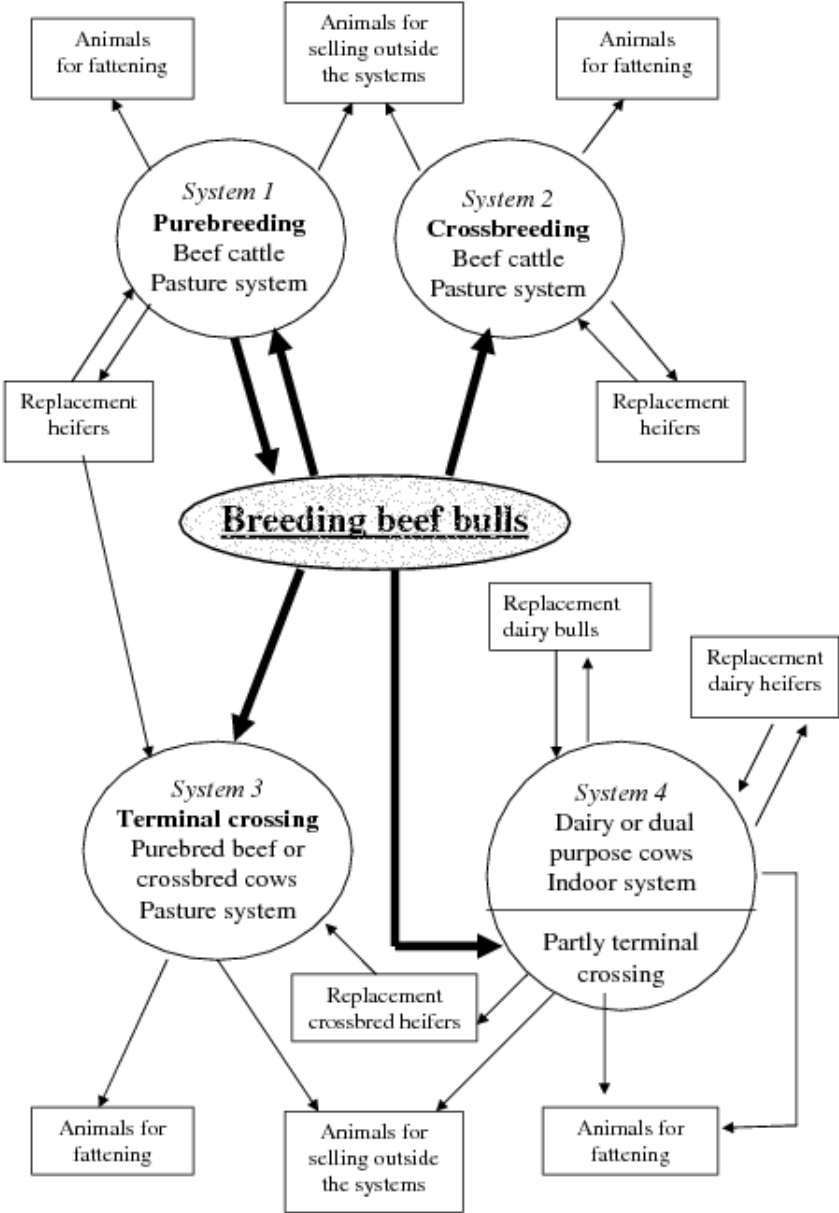 Animals
for fattening
Animals for
selling outside
the systems
Animals
for fattening
System 1
Purebreeding
Beef cattle
Pasture system
System 2
Crossbreeding
Beef cattle
Pasture system
Replacement
heifers
Replacement
heifers
Breeding beef bulls
Replacement
dairy bulls
Replacement
dairy heifers
System 3
Terminal crossing
Purebred beef or
crossbred cows
Pasture system
System 4
Dairy or dual
purpose cows
Indoor system
Partly terminal
crossing
Replacement
crossbred heifers
Animals for
fattening
Animals for
selling outside
the systems
Animals for
fattening